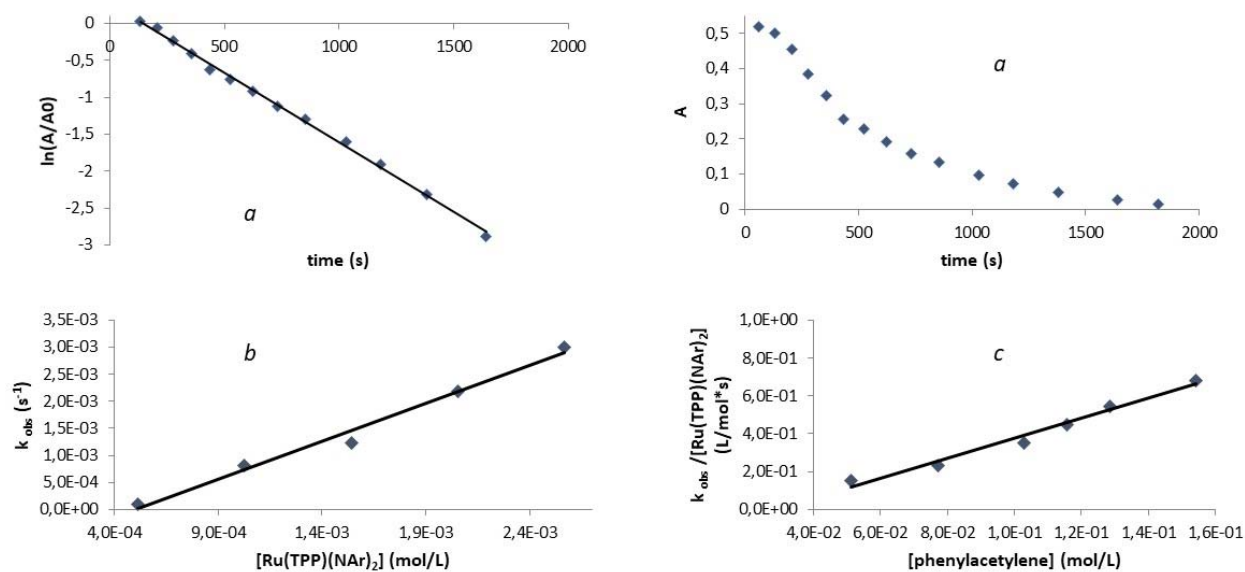 0
0
500
1000
1500
2000
-0,5
-1
-1,5
-2
-2,5
-3
ln(A/A0)
a
time (s)
0,5
0,4
0,3
0,2
0,1
0
A
a
0
500
1000
1500
2000
time (s)
3,5E-03
3,0E-03
2,5E-03
2,0E-03
1,5E-03
1,0E-03
5,0E-04
0,0E+00
k obs (s-1)
b
4,0E-04
9,0E-04
1,4E-03
1,9E-03
2,4E-03
[Ru(TPP)(NAr)2] (mol/L)
1,0E+00
8,0E-01
6,0E-01
4,0E-01
2,0E-01
0,0E+00
k obs /[Ru(TPP)(NAr)2]
(L/mol*s)
c
4,0E-02
6,0E-02
8,0E-02
1,0E-01
1,2E-01
1,4E-01
1,6E-01
[phenylacetylene] (mol/L)